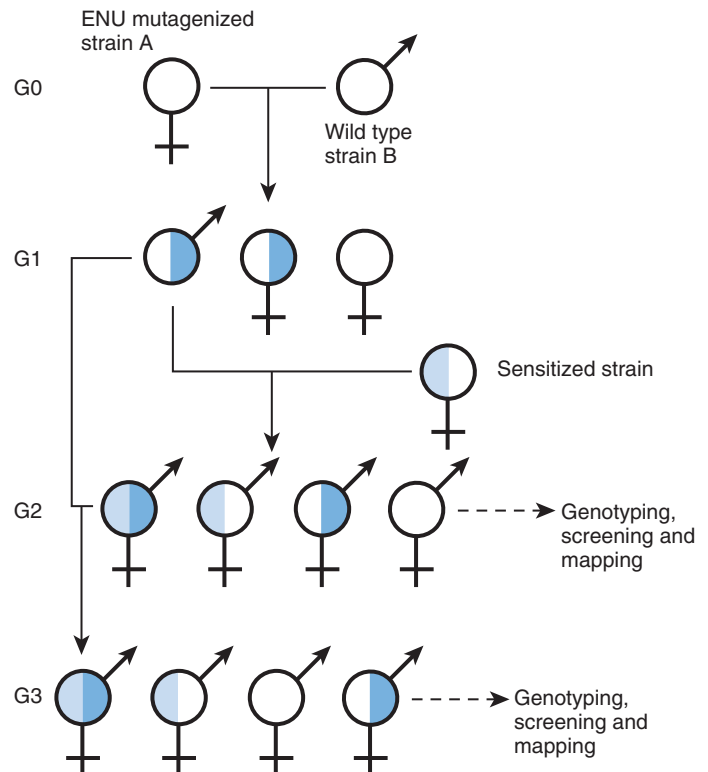 ENU mutagenized
strain A
G0
Wild type
strain B
G1
Sensitized strain
G2
Genotyping,
screening and
mapping
G3
Genotyping,
screening and
mapping